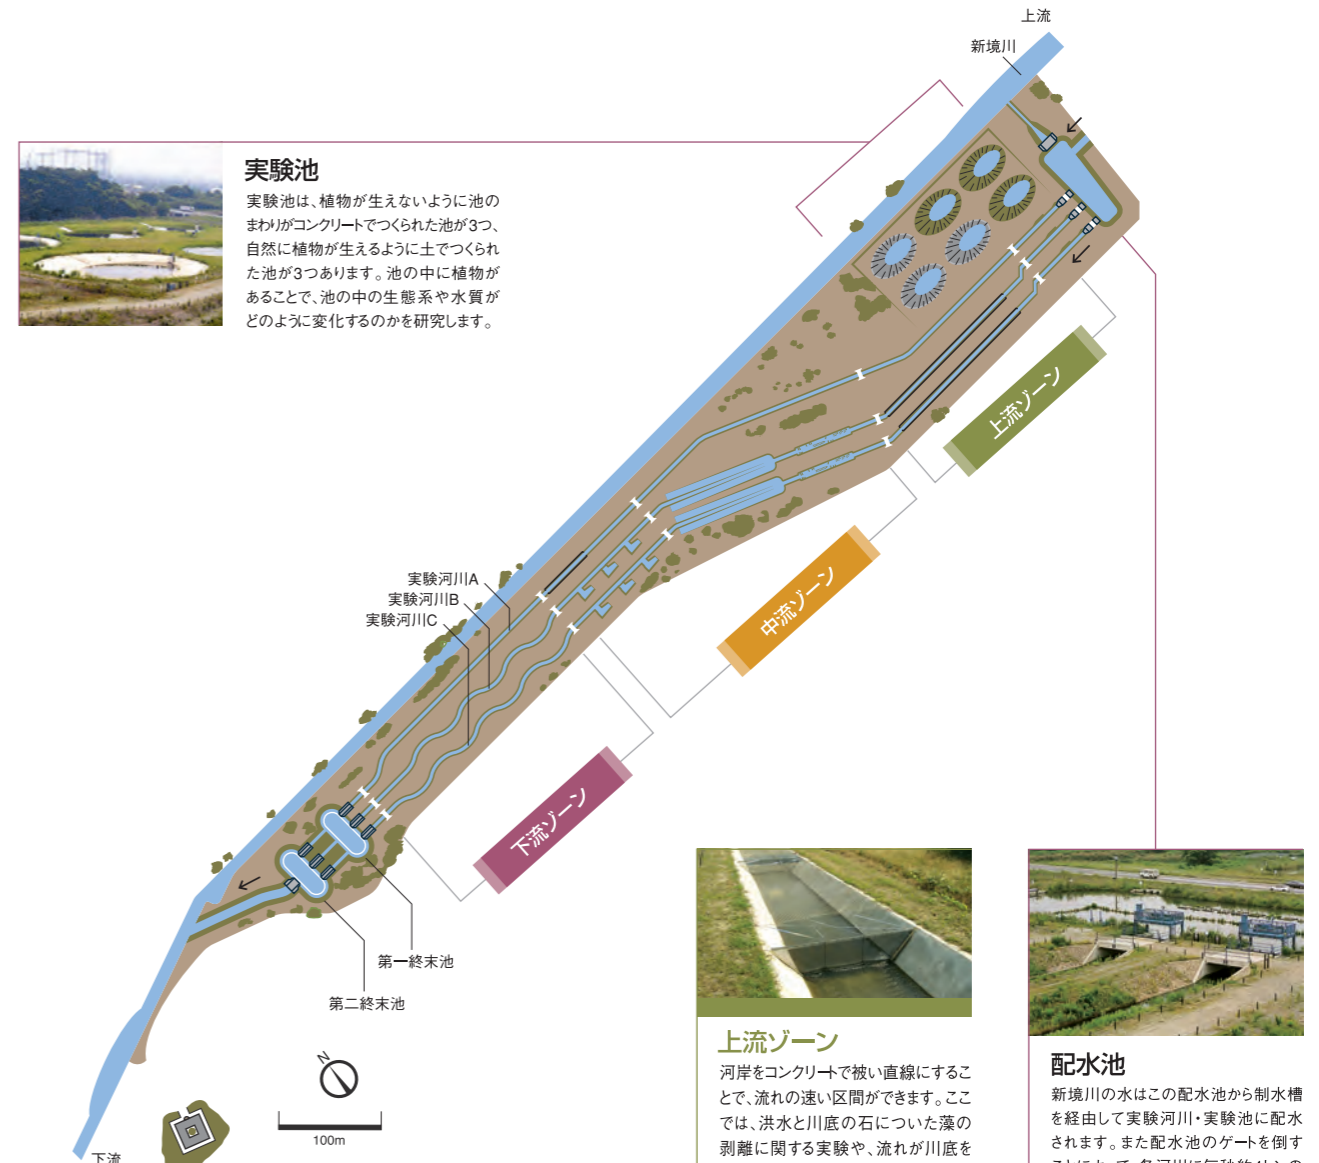 上流
新境川
実験池
実験池は、植物が生えないように池の
まわりがコンクリートでつくられた池が3つ、
自然に植物が生えるように土でつくられ
た池が3つあります。池の中に植物が
あることで、池の中の生態系や水質が
どのように変化するのかを研究します。
上流ゾーン
中流ゾーン
実験河川A
実験河川B
実験河川C
下流ゾーン
第一終末池
第二終末池
N
100m
下流
上流ゾーン
河岸をコンクリートで被い直線にするこ
とで、流れの速い区間ができます。ここ
では、洪水と川底の石についた藻の
剥離に関する実験や、流れが川底を
配水池
新境川の水はこの配水池から制水槽
を経由して実験河川・実験池に配水
されます。また配水池のゲートを倒す